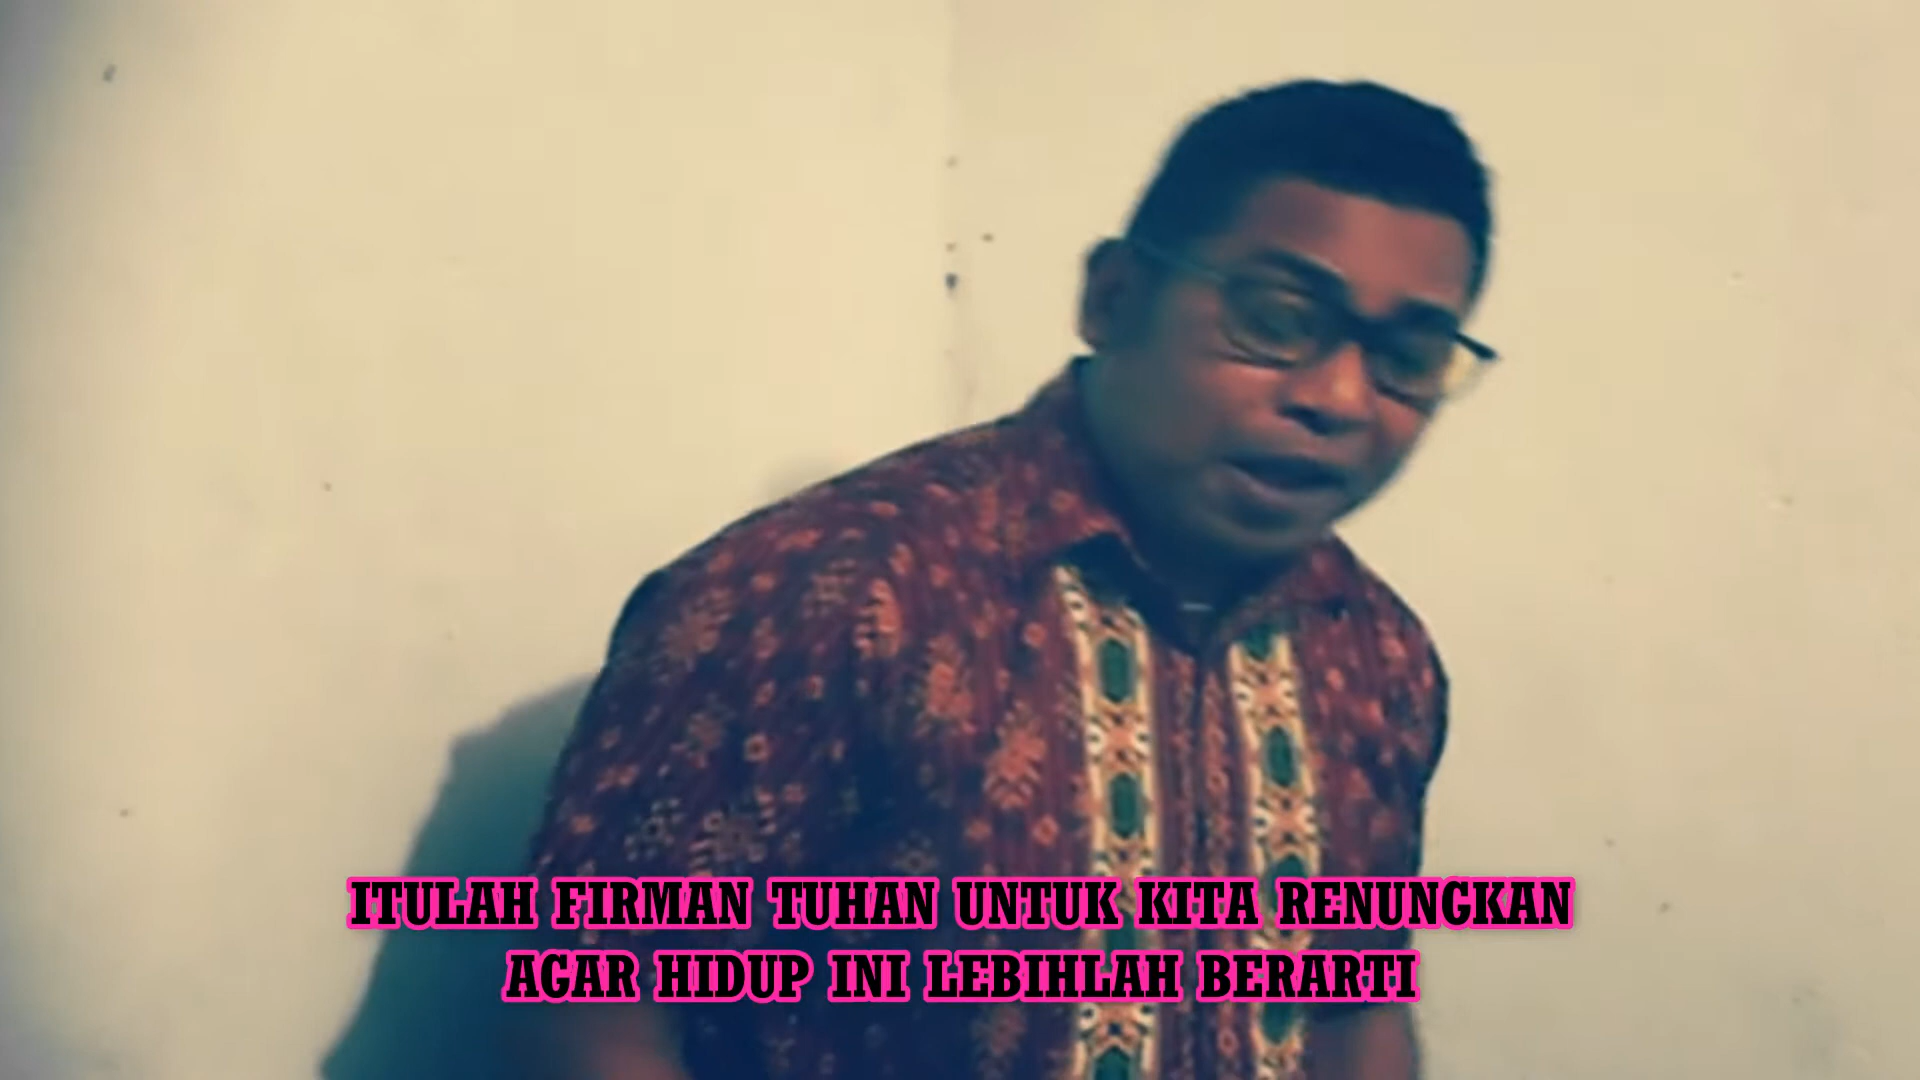 ITULAH FIRMAN TUHAN UNTUK KITA RENUNGKAN
AGAR HIDUP INI LEBIHLAH BERARTI